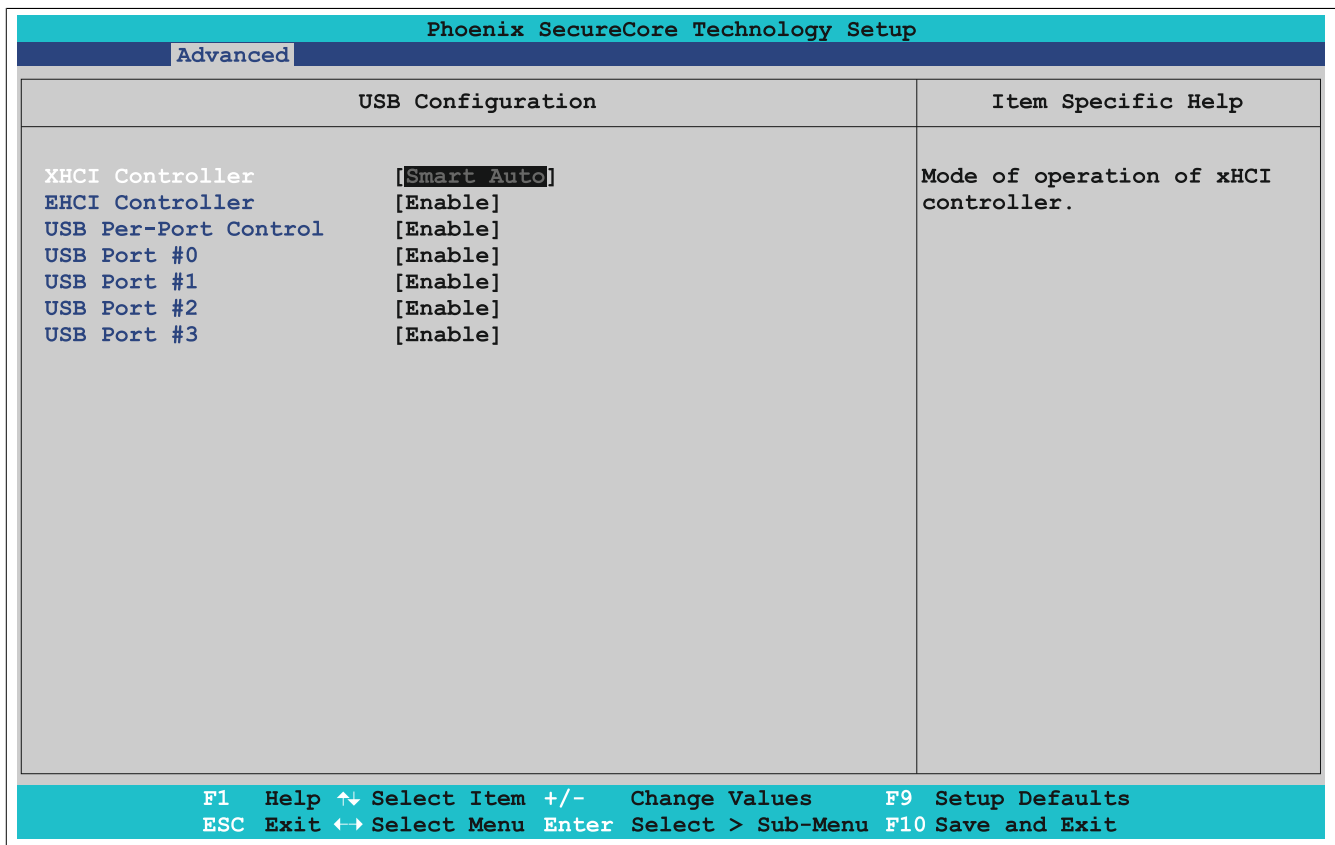 Phoenix SecureCore Technology Setup
Advanced
USB Configuration
Item Specific Help
XHCI Controller [Smart Auto]
EHCI Controller [Enable]
USB Per-Port Control [Enable]
USB Port #0 [Enable]
USB Port #1 [Enable]
USB Port #2 [Enable]
USB Port #3 [Enable]
Mode of operation of xHCI
controller.
F1 Help ↑↓ Select Item +/- Change Values F9 Setup Defaults
ESC Exit ←→ Select Menu Enter Select > Sub-Menu F10 Save and Exit